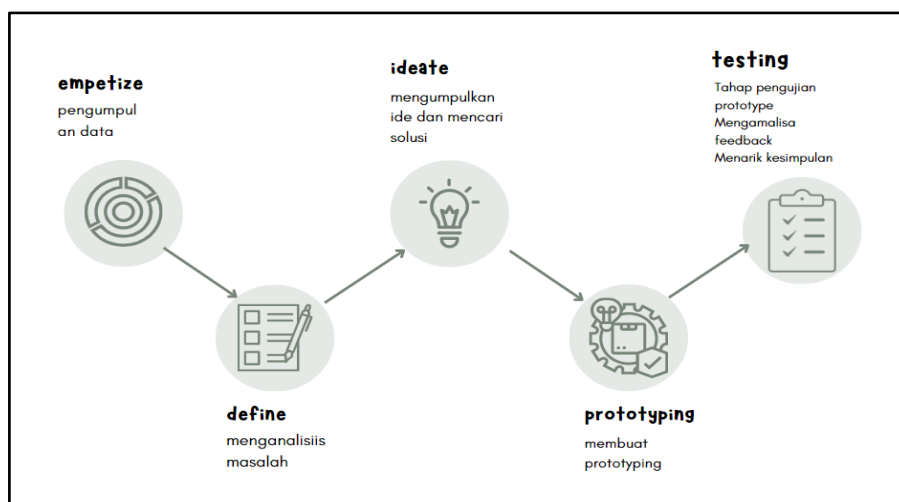 empetize
pengumpul
an data
define
menganalisiis
masalah
ideate
mengumpulkan
ide dan mencari
solusi
prototyping
membuat
prototyping
testing
Tahap pengujian
prototype
Mengamalisa
feedback
Menarik kesimpulan